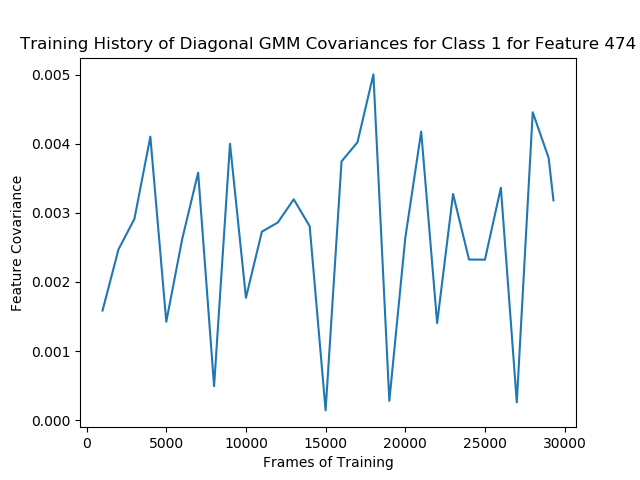 Training History of Diagonal GMM Covariances for Class 1 for Feature 474
0.005
0.004
0.003
0.002
0.001
0.000
Feature Covariance
0 5000 10000 15000 20000 25000 30000
Frames of Training